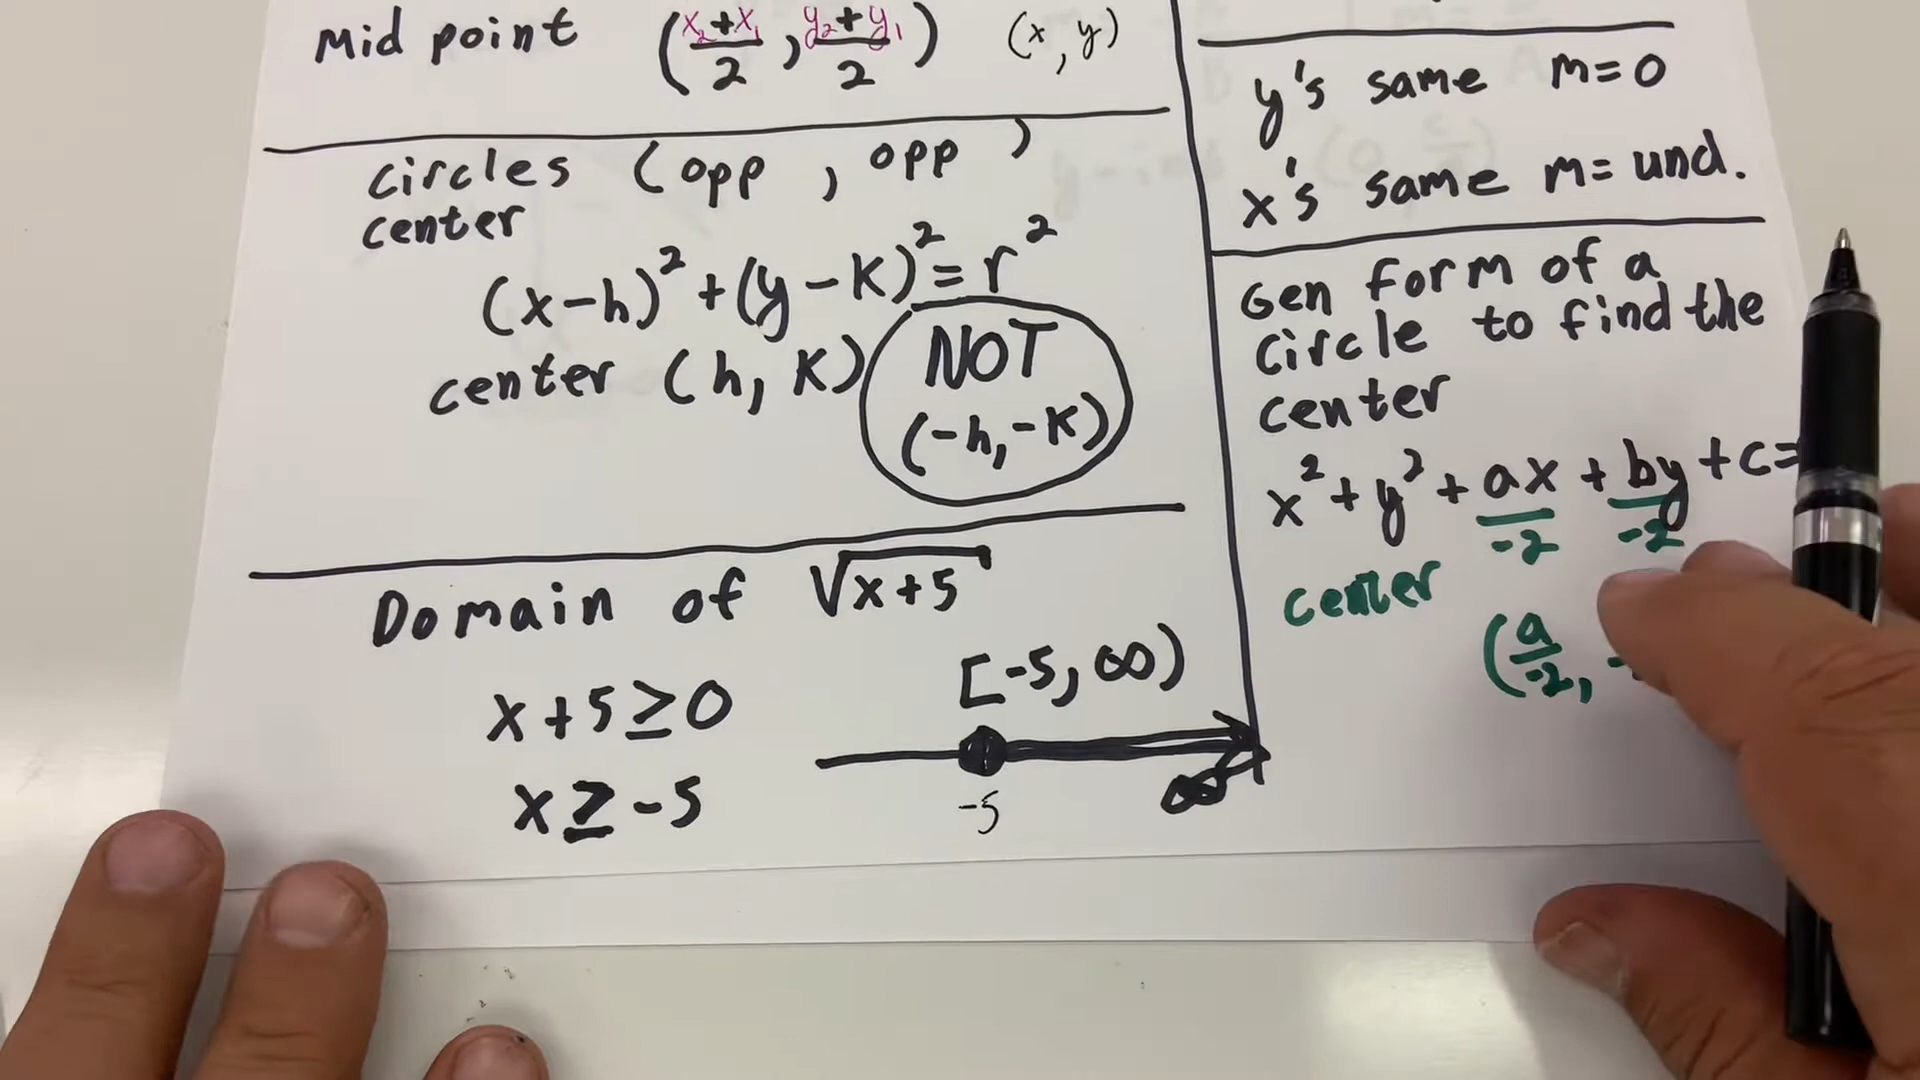 Mid point (x₂+x₁/2, y₂+y₁/2) (x, y)
circles (opp, opp)
center
(x-h)²+(y-K)²=r²
center (h, K)
NOT
(-h,-K)
Domain of √x+5
[-5, ∞)
x+5≥0
x≥-5
-5
∞
y's same m=0
x's same m=und.
Gen form of a
circle to find the
center
x²+y²+ax+by+c=
-2 -2
center
(a/-2,